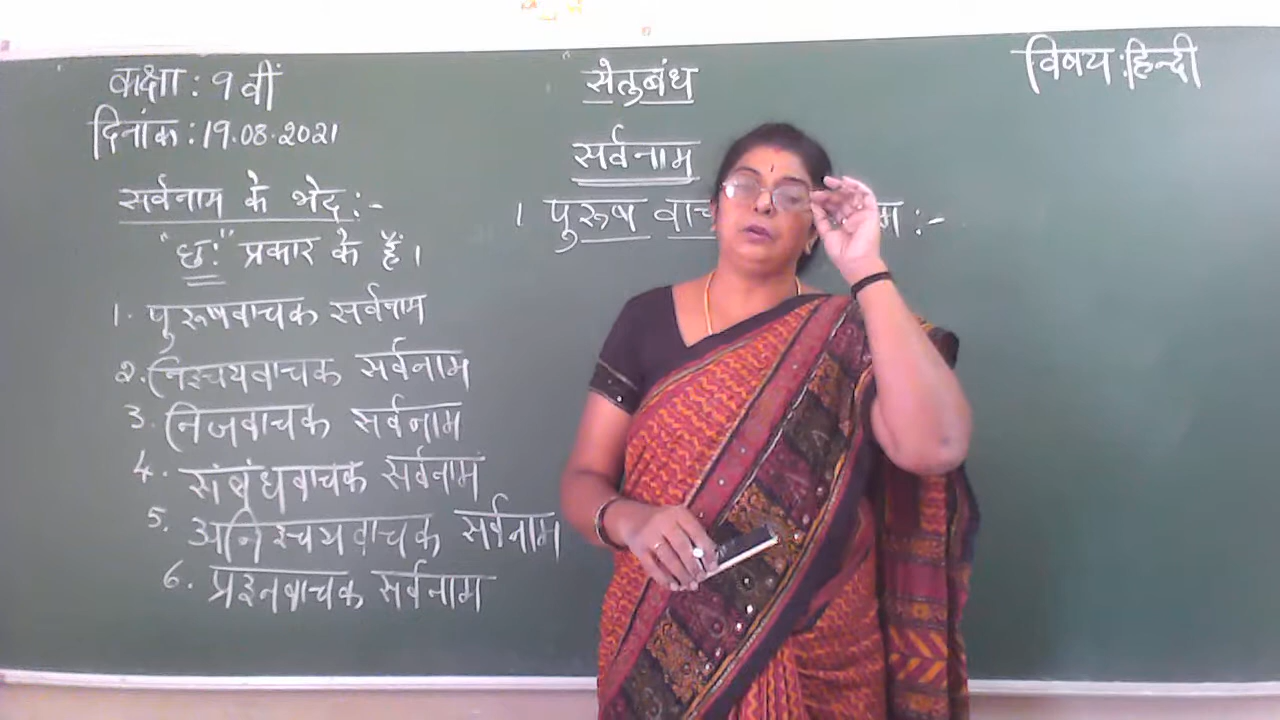 कक्षा : 9 वीं
दिनांक : 19.08.2021
सर्वनाम के भेद :-
"छः" प्रकार के हैं ।
1. पुरूषवाचक सर्वनाम
2. निश्चयवाचक सर्वनाम
3. निजवाचक सर्वनाम
4. संबंधवाचक सर्वनाम
5. अनिश्चयवाचक सर्वनाम
6. प्रश्नवाचक सर्वनाम
सेतुबंध
सर्वनाम
1. पुरूष वाच म :-
विषय : हिन्दी